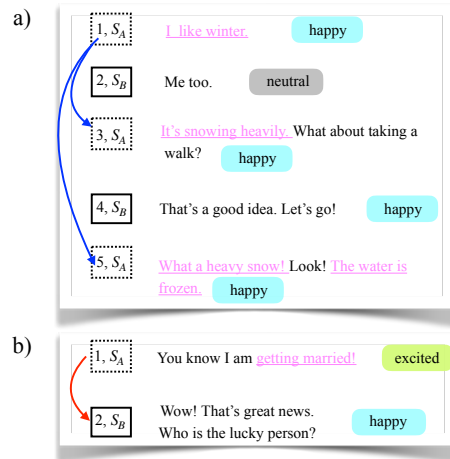 a)
1, S_A I like winter. happy
2, S_B Me too. neutral
3, S_A It's snowing heavily. What about taking a
walk? happy
4, S_B That's a good idea. Let's go! happy
5, S_A What a heavy snow! Look! The water is
frozen. happy
b)
1, S_A You know I am getting married! excited
Wow! That's great news.
2, S_B Who is the lucky person? happy